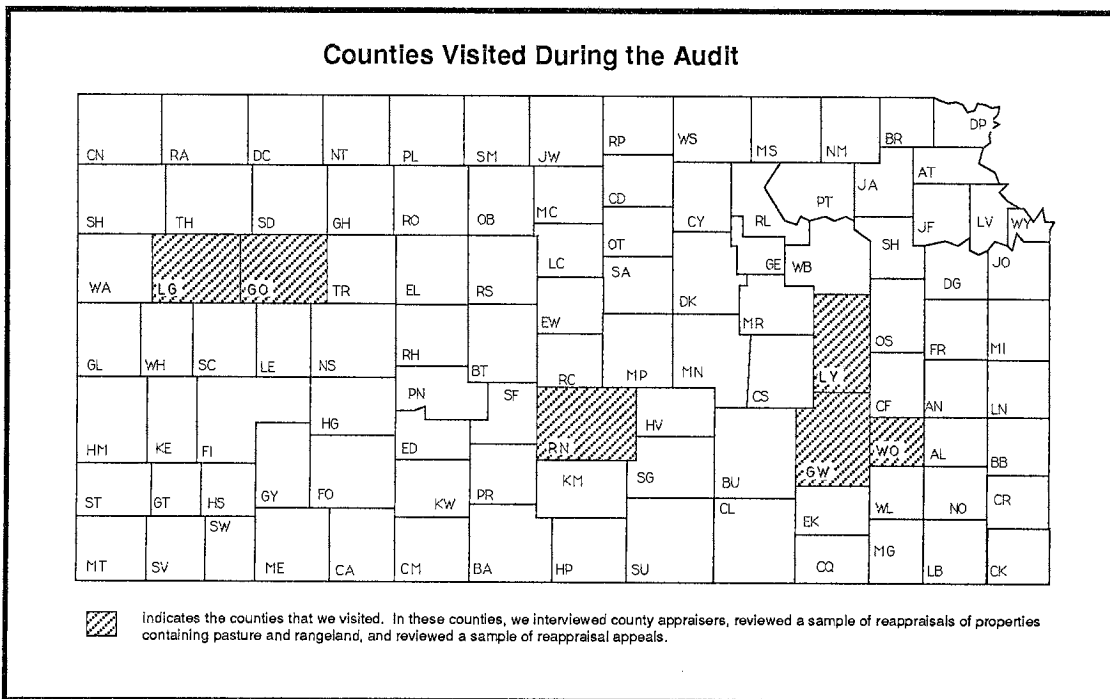 Counties Visited During the Audit
CN RA DC NT PL SM JW RP WS MS NM BR DP
SH TH SD GH RO OB MC CD CY RL PT JA AT
OT JF LV WY
WA LG GO TR EL RS LC SA GE WB SH DG JO
DK MR
GL WH SC LE NS RH BT EW RC MP MN CS LY OS FR MI
PN SF
HM KE FI HG ED RN HV CF AN LN
GY FO KM SG BU GW WO AL BB
ST GT HS KW PR CL EK WL NO CR
SW
MT SV ME CA CM BA HP SU CQ MG LB CK
indicates the counties that we visited. In these counties, we interviewed county appraisers, reviewed a sample of reappraisals of properties
containing pasture and rangeland, and reviewed a sample of reappraisal appeals.